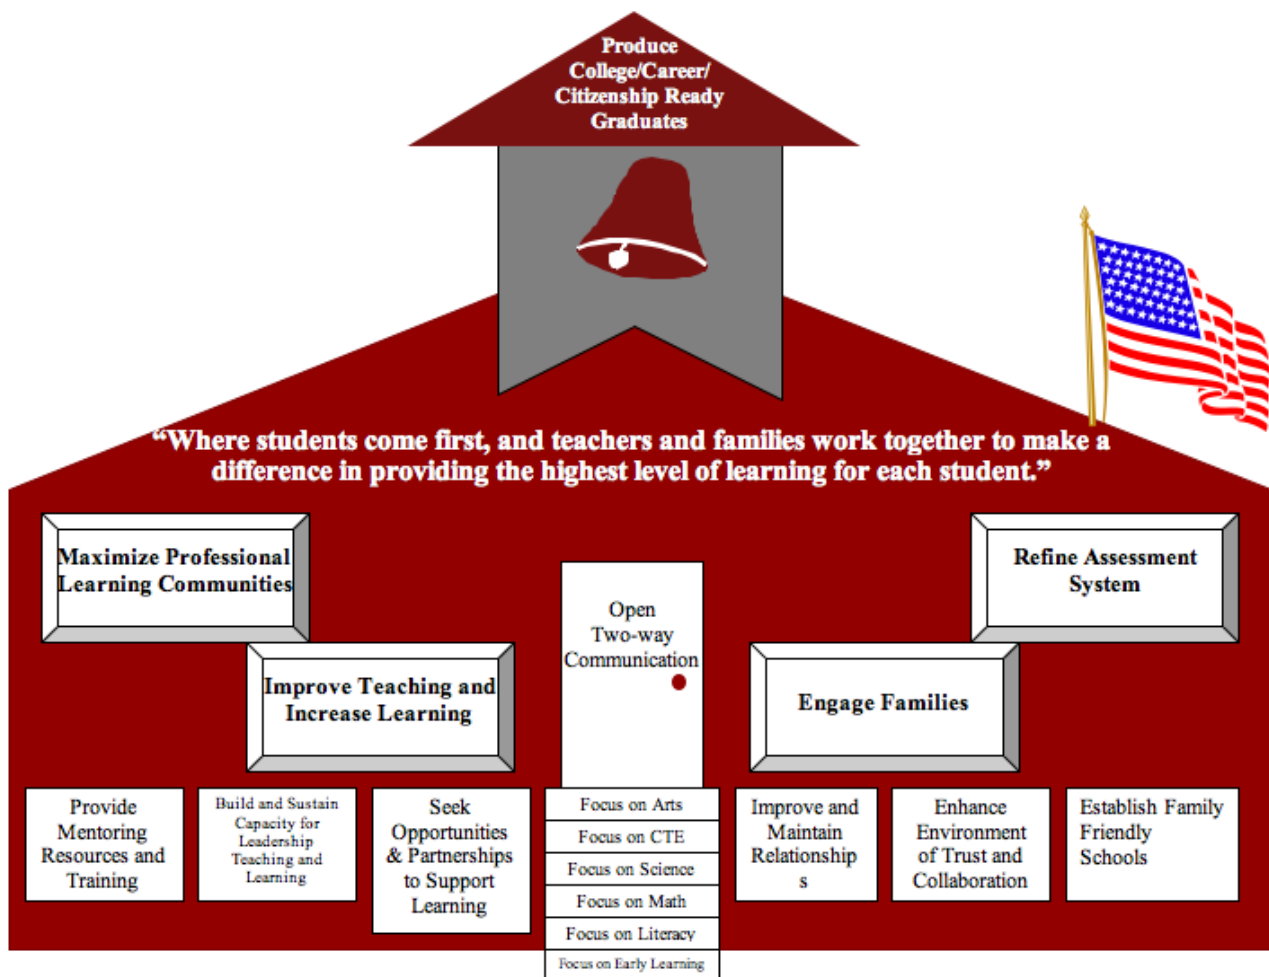 Produce
College/Career/
Citizenship Ready
Graduates
“Where students come first, and teachers and families work together to make a
difference in providing the highest level of learning for each student.”
Maximize Professional
Learning Communities
Refine Assessment
System
Open
Two-way
Communication
Improve Teaching and
Increase Learning
Engage Families
Provide
Mentoring
Resources and
Training
Build and Sustain
Capacity for
Leadership
Teaching and
Learning
Seek
Opportunities
& Partnerships
to Support
Learning
Focus on Arts
Focus on CTE
Focus on Science
Focus on Math
Focus on Literacy
Focus on Early Learning
Improve and
Maintain
Relationship
s
Enhance
Environment
of Trust and
Collaboration
Establish Family
Friendly
Schools